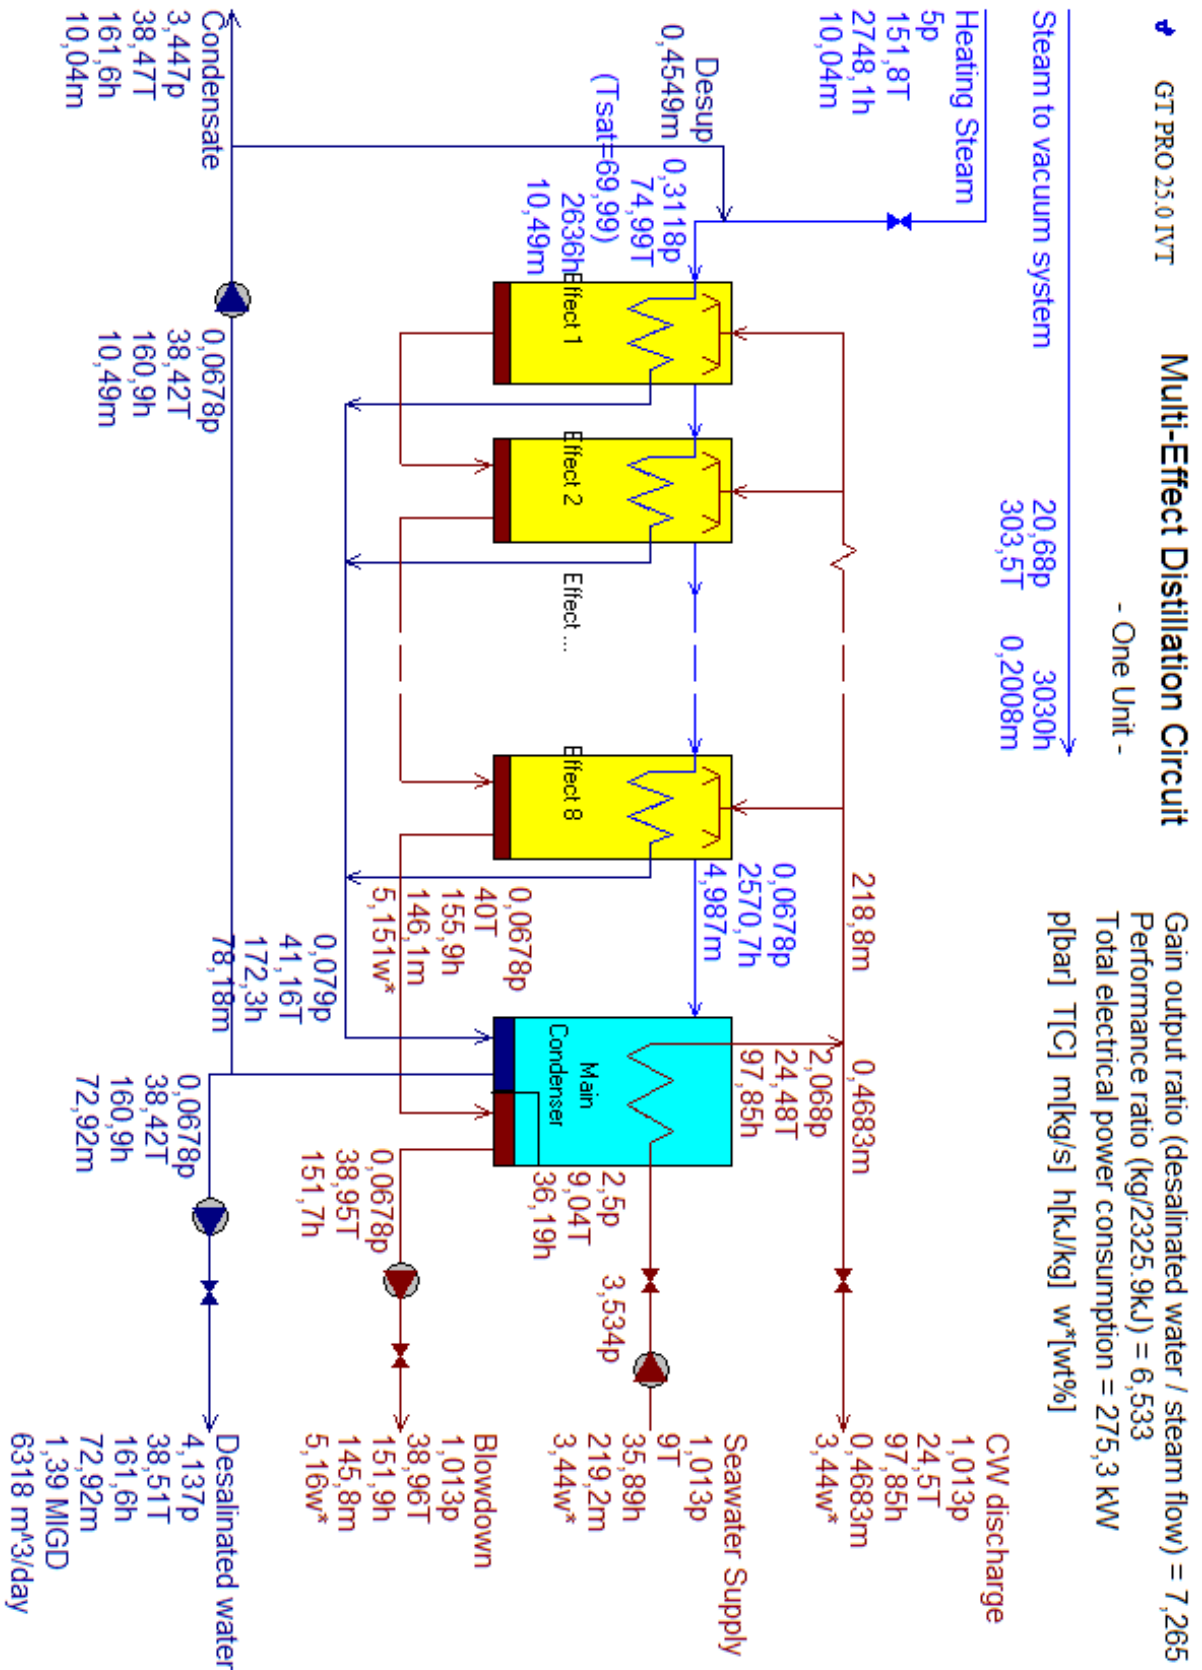 GT PRO 25.0 IVT
Multi-Effect Distillation Circuit
- One Unit -
Gain output ratio (desalinated water / steam flow) = 7,265
Performance ratio (kg/2325.9kJ) = 6,533
Total electrical power consumption = 275,3 kW
p[bar] T[C] m[kg/s] h[kJ/kg] w*[wt%]
Steam to vacuum system
20,68p 3030h
303,5T 0,2008m
Heating Steam
5p
151,8T
2748,1h
10,04m
Desup
0,4549m
0,3118p
74,99T
(Tsat=69,99)
2636h
10,49m
Effect 1
Effect 2
Effect ...
Effect 8
218,8m
0,4683m
CW discharge
1,013p
24,5T
97,85h
0,4683m
3,44w*
0,0678p
2570,7h
4,987m
2,068p
24,48T
97,85h
Main
Condenser
2,5p
9,04T
36,19h
3,534p
Seawater Supply
1,013p
9T
35,89h
219,2m
3,44w*
0,0678p
40T
155,9h
146,1m
5,151w*
0,0678p
38,95T
151,7h
Blowdown
1,013p
38,96T
151,9h
145,8m
5,16w*
0,079p
41,16T
172,3h
78,18m
Condensate
3,447p
38,47T
161,6h
10,04m
0,0678p
38,42T
160,9h
10,49m
0,0678p
38,42T
160,9h
72,92m
Desalinated water
4,137p
38,51T
161,6h
72,92m
1,39 MIGD
6318 m^3/day